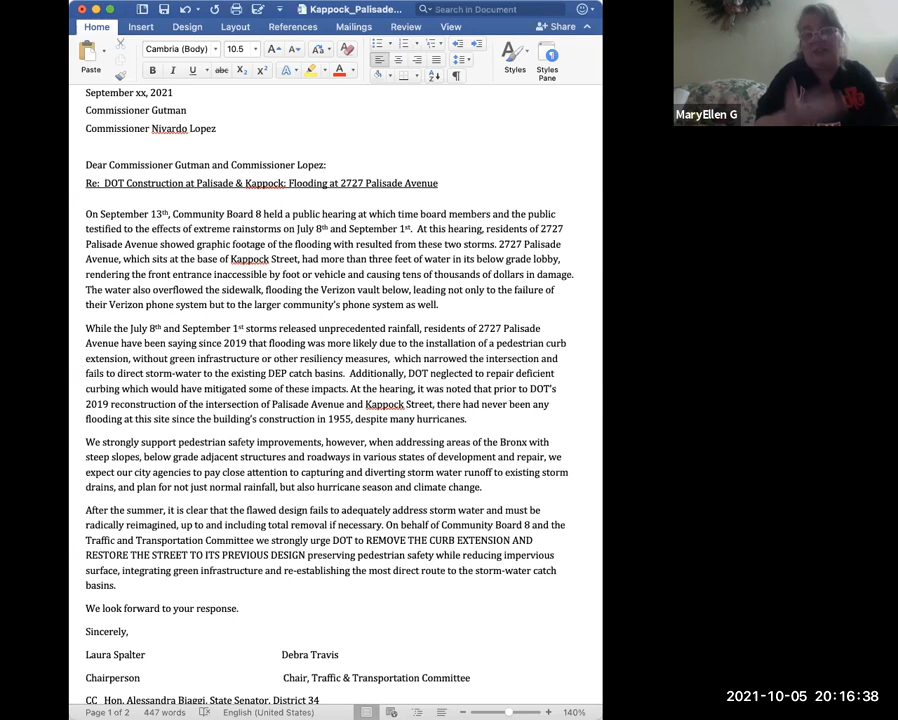 Kappock_Palisade...
Search in Document
Home Insert Design Layout References Mailings Review View Share
Paste
Cambria (Body) 10.5
Styles
Styles
Pane
MaryEllen G
September xx, 2021
Commissioner Gutman
Commissioner Nivardo Lopez
Dear Commissioner Gutman and Commissioner Lopez:
Re: DOT Construction at Palisade & Kappock: Flooding at 2727 Palisade Avenue
On September 13th, Community Board 8 held a public hearing at which time board members and the public
testified to the effects of extreme rainstorms on July 8th and September 1st. At this hearing, residents of 2727
Palisade Avenue showed graphic footage of the flooding with resulted from these two storms. 2727 Palisade
Avenue, which sits at the base of Kappock Street, had more than three feet of water in its below grade lobby,
rendering the front entrance inaccessible by foot or vehicle and causing tens of thousands of dollars in damage.
The water also overflowed the sidewalk, flooding the Verizon vault below, leading not only to the failure of
their Verizon phone system but to the larger community's phone system as well.
While the July 8th and September 1st storms released unprecedented rainfall, residents of 2727 Palisade
Avenue have been saying since 2019 that flooding was more likely due to the installation of a pedestrian curb
extension, without green infrastructure or other resiliency measures, which narrowed the intersection and
fails to direct storm-water to the existing DEP catch basins. Additionally, DOT neglected to repair deficient
curbing which would have mitigated some of these impacts. At the hearing, it was noted that prior to DOT's
2019 reconstruction of the intersection of Palisade Avenue and Kappock Street, there had never been any
flooding at this site since the building's construction in 1955, despite many hurricanes.
We strongly support pedestrian safety improvements, however, when addressing areas of the Bronx with
steep slopes, below grade adjacent structures and roadways in various states of development and repair, we
expect our city agencies to pay close attention to capturing and diverting storm water runoff to existing storm
drains, and plan for not just normal rainfall, but also hurricane season and climate change.
After the summer, it is clear that the flawed design fails to adequately address storm water and must be
radically reimagined, up to and including total removal if necessary. On behalf of Community Board 8 and the
Traffic and Transportation Committee we strongly urge DOT to REMOVE THE CURB EXTENSION AND
RESTORE THE STREET TO ITS PREVIOUS DESIGN preserving pedestrian safety while reducing impervious
surface, integrating green infrastructure and re-establishing the most direct route to the storm-water catch
basins.
We look forward to your response.
Sincerely,
Laura Spalter Debra Travis
Chairperson Chair, Traffic & Transportation Committee
CC Hon. Alessandra Biaggi, State Senator, District 34
Page 1 of 2 447 words English (United States) 140%
2021-10-05 20:16:38